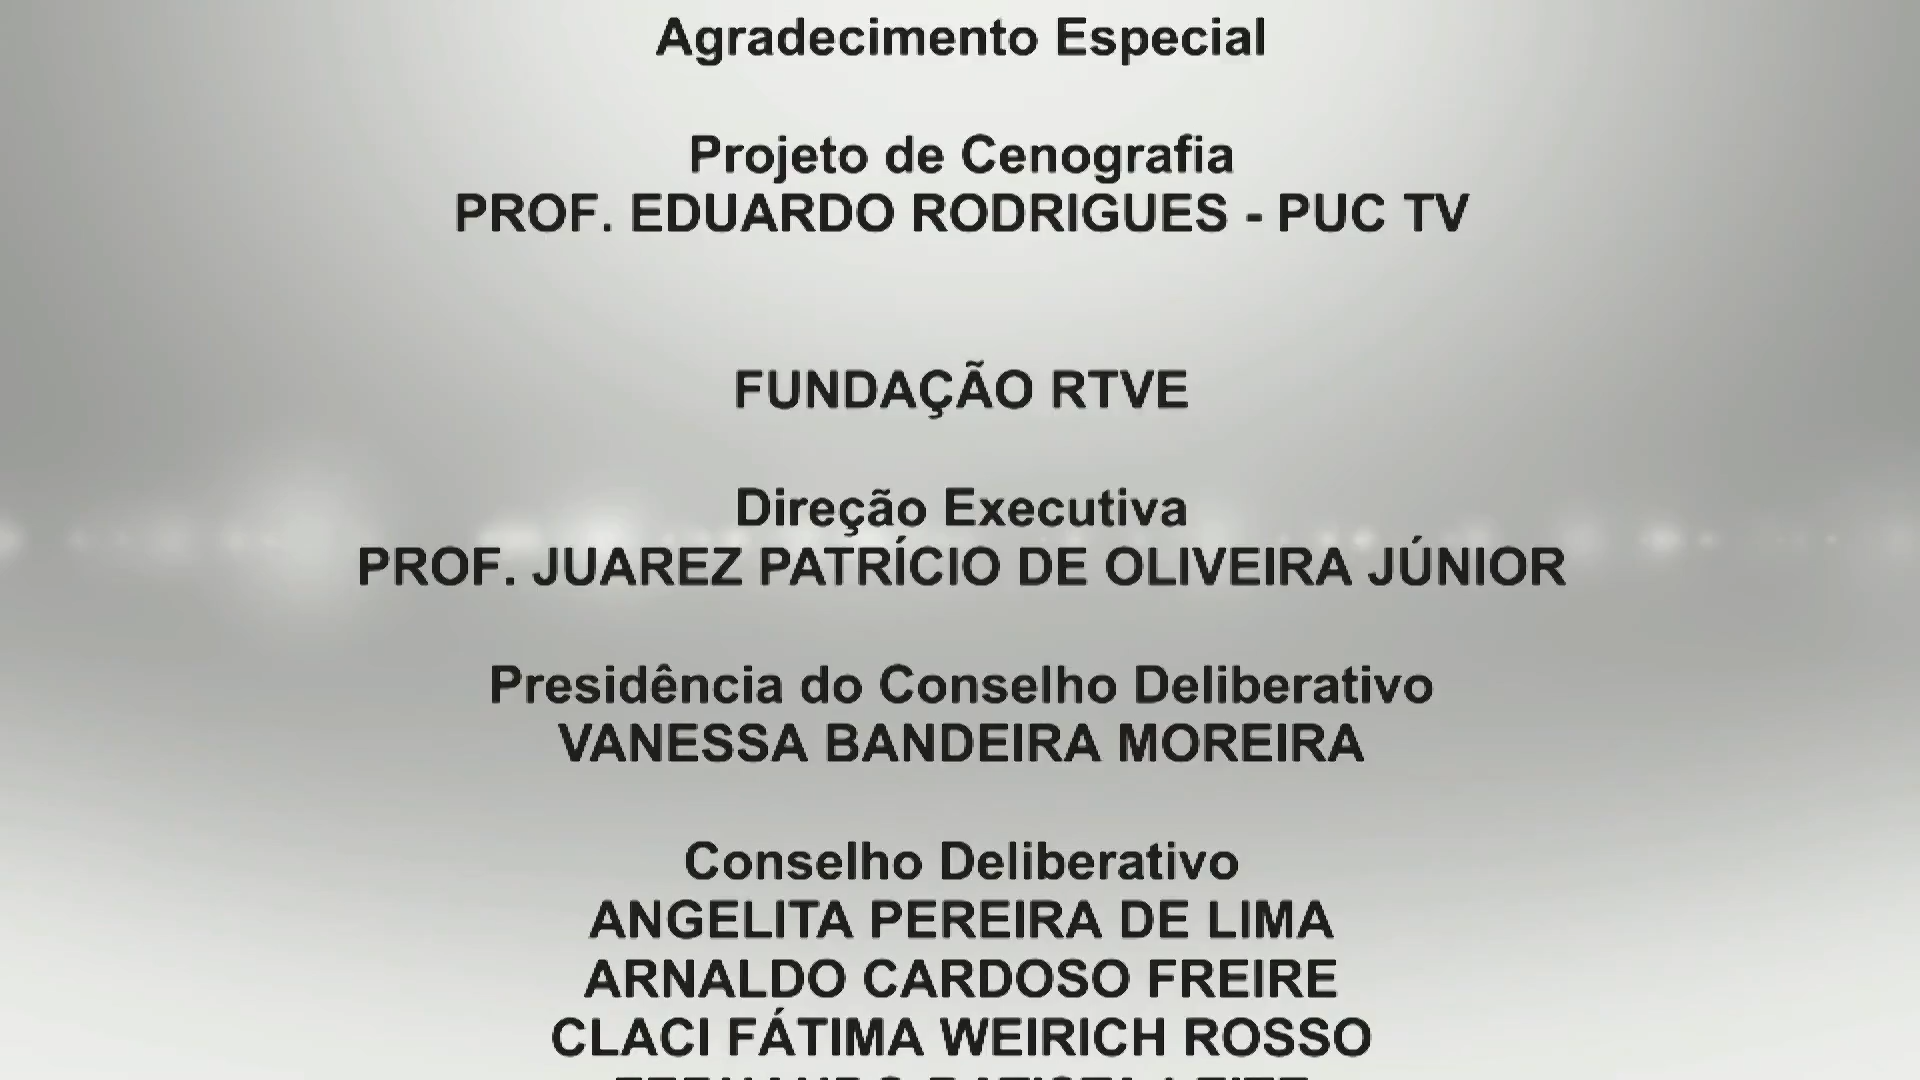 Agradecimento Especial
Projeto de Cenografia
PROF. EDUARDO RODRIGUES - PUC TV
FUNDAÇÃO RTVE
Direção Executiva
PROF. JUAREZ PATRÍCIO DE OLIVEIRA JÚNIOR
Presidência do Conselho Deliberativo
VANESSA BANDEIRA MOREIRA
Conselho Deliberativo
ANGELITA PEREIRA DE LIMA
ARNALDO CARDOSO FREIRE
CLACI FÁTIMA WEIRICH ROSSO